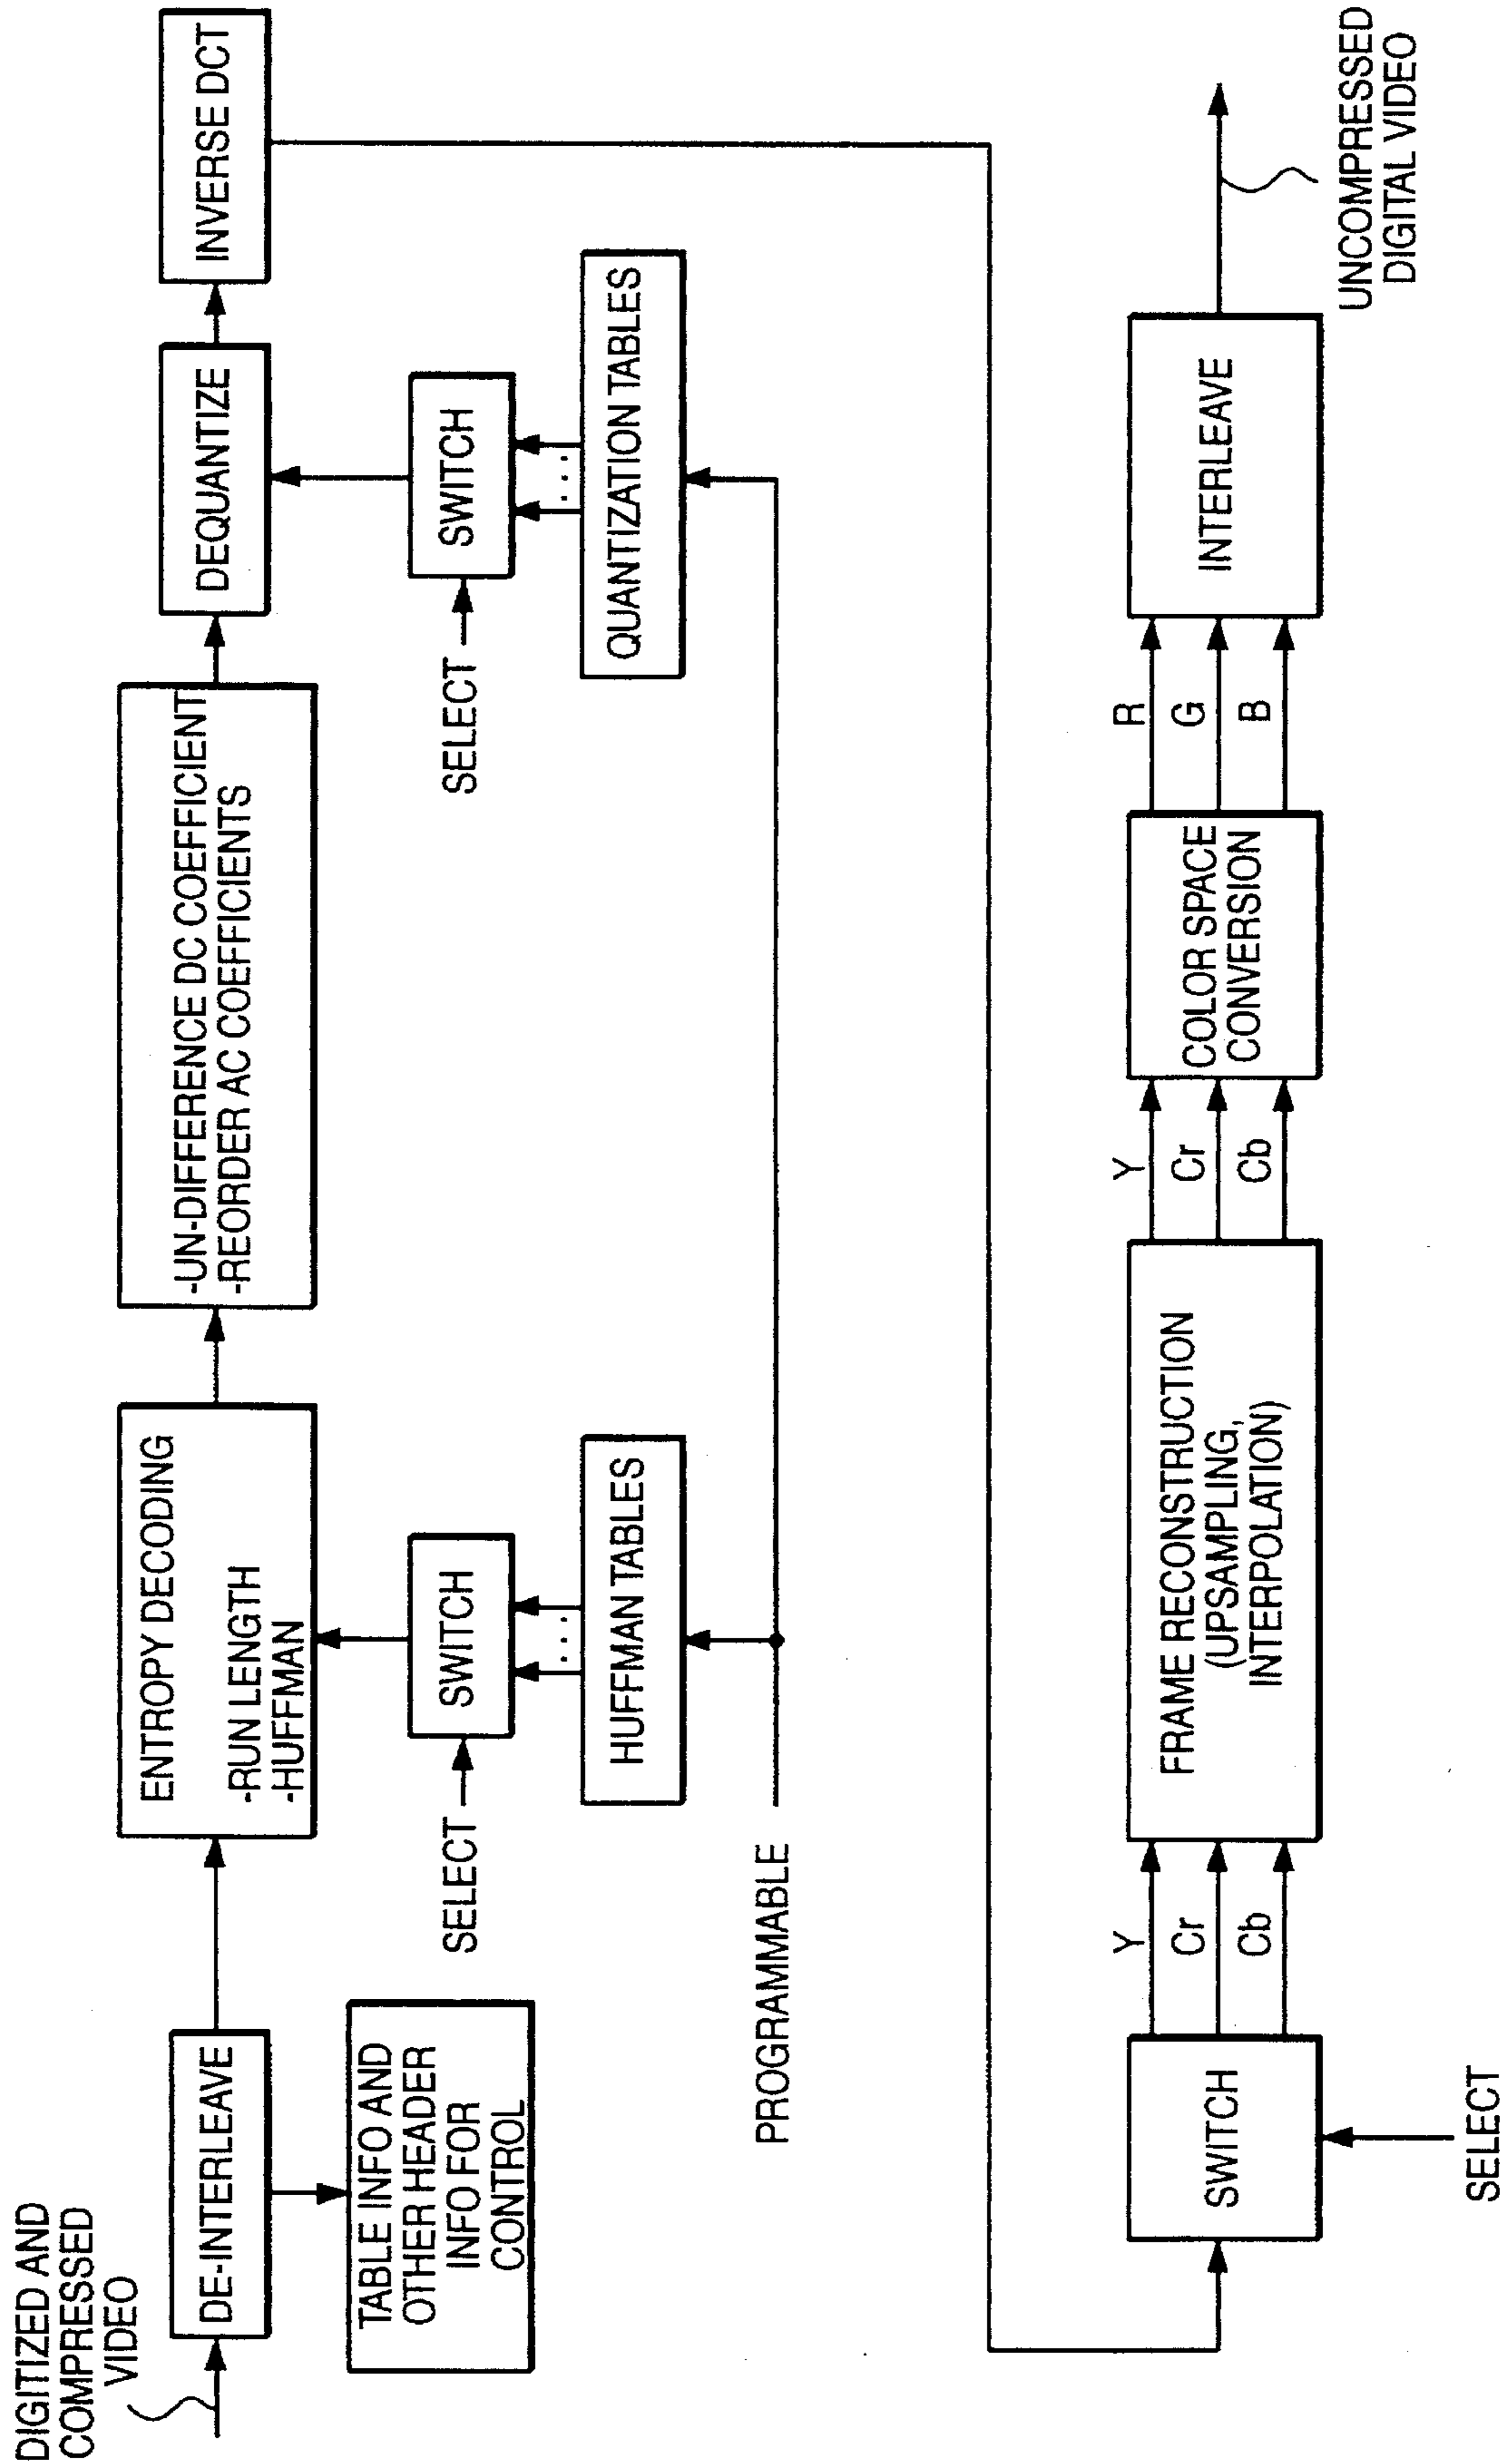 DIGITIZED AND
COMPRESSED
VIDEO
DE-INTERLEAVE
TABLE INFO AND
OTHER HEADER
INFO FOR
CONTROL
ENTROPY DECODING
-RUN LENGTH
-HUFFMAN
SELECT
SWITCH
. . .
HUFFMAN TABLES
PROGRAMMABLE
-UN-DIFFERENCE DC COEFFICIENT
-REORDER AC COEFFICIENTS
DEQUANTIZE
SELECT
SWITCH
. . .
QUANTIZATION TABLES
INVERSE DCT
SWITCH
SELECT
Y
Cr
Cb
FRAME RECONSTRUCTION
(UPSAMPLING,
INTERPOLATION)
Y
Cr
Cb
COLOR SPACE
CONVERSION
R
G
B
INTERLEAVE
UNCOMPRESSED
DIGITAL VIDEO